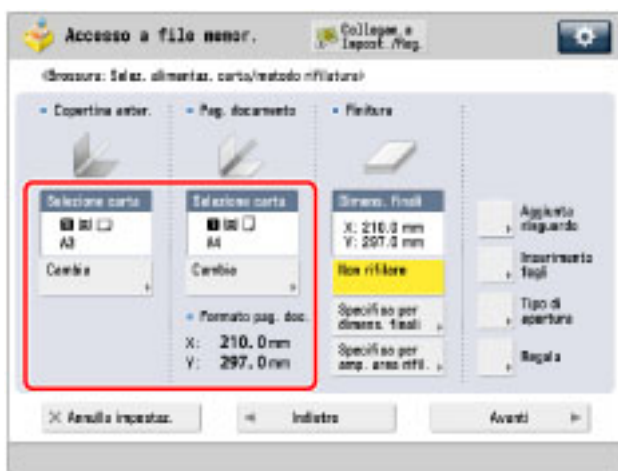 Accesso a file memor.
Collegam. a
Impost./Reg.
<Brossura: Selez. alimentaz. carta/metodo rifilatura>
Copertina anter.
Pag. documento
Finitura
Selezione carta
A3
Cambia
Selezione carta
A4
Cambia
Formato pag. doc.
X: 210.0 mm
Y: 297.0 mm
Dimens. finali
X: 210.0 mm
Y: 297.0 mm
Non rifilare
Specifica per
dimens. finali
Specifica per
amp. area rifil.
Aggiunta
risguardo
Inserimento
fogli
Tipo di
apertura
Regola
Annulla impostaz.
Indietro
Avanti